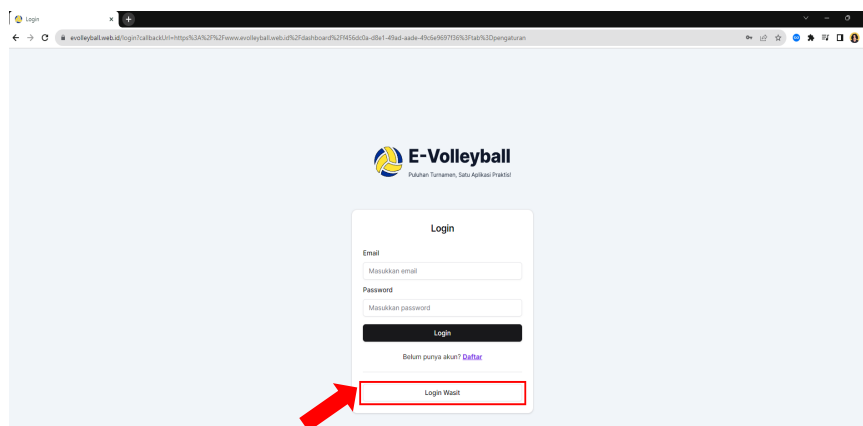 Login
evolleyball.web.id/login?callbackUrl=https%3A%2F%2Fwww.evolleyball.web.id%2Fdashboard%2Ff456dc0a-d8e1-49ad-aade-49c6e9697f36%3Ftab%3Dpengaturan
E-Volleyball
Puluhan Turnamen, Satu Aplikasi Praktis!
Login
Email
Masukkan email
Password
Masukkan password
Login
Belum punya akun? Daftar
Login Wasit